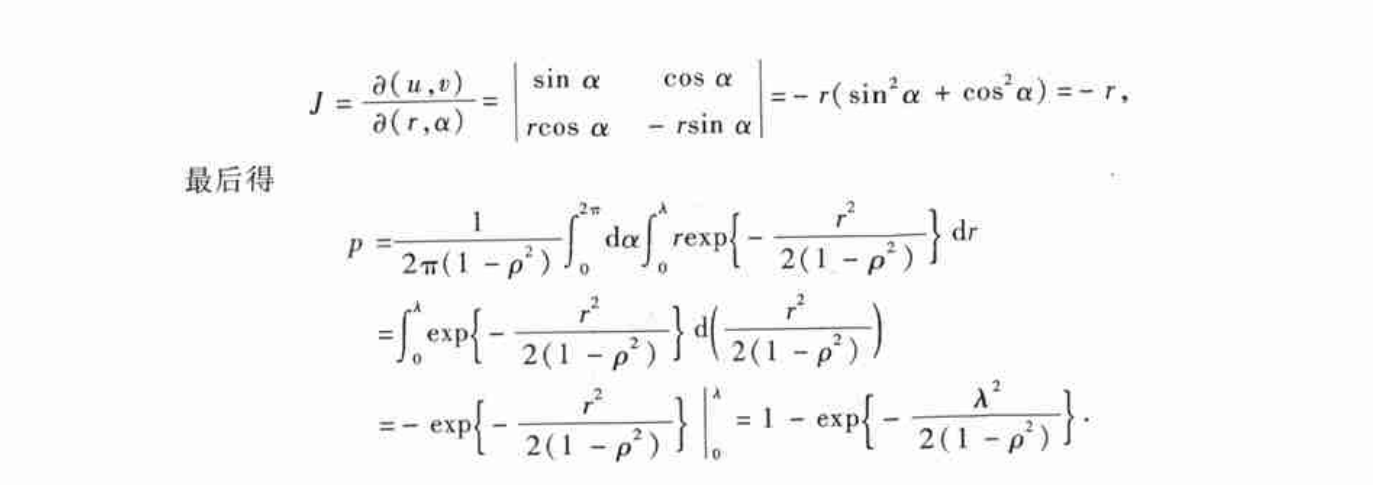 J = ∂(u,v)/∂(r,α) = | sin α  cos α ; rcos α  − rsin α | = − r( sin²α + cos²α ) = − r,
最后得
p = 1/(2π(1 − ρ²)) ∫₀^{2π} dα ∫₀^λ rexp{ − r²/(2(1 − ρ²)) } dr
= ∫₀^λ exp{ − r²/(2(1 − ρ²)) } d( r²/(2(1 − ρ²)) )
= − exp{ − r²/(2(1 − ρ²)) } |₀^λ = 1 − exp{ − λ²/(2(1 − ρ²)) }.